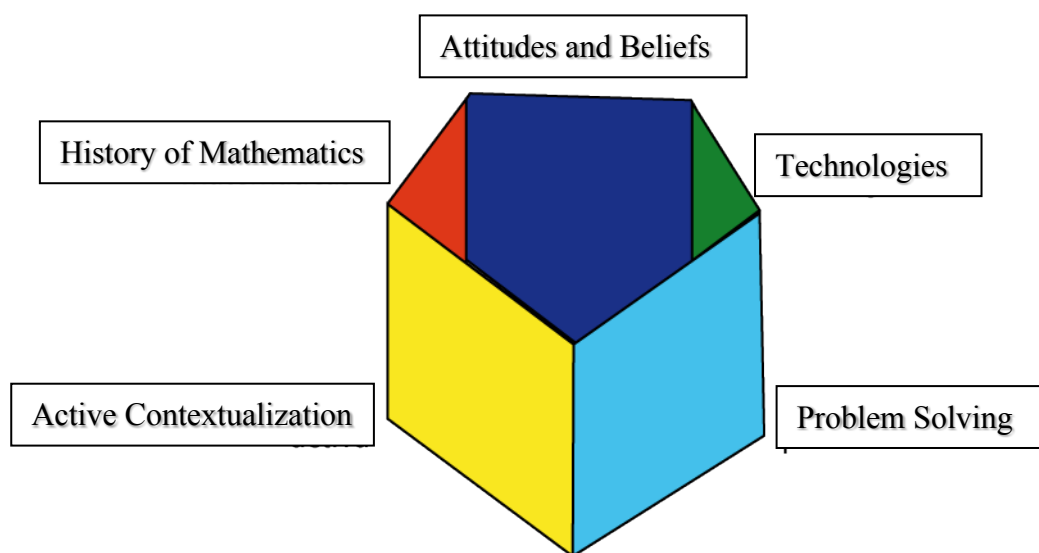 Attitudes and Beliefs
History of Mathematics
Technologies
Active Contextualization
Problem Solving